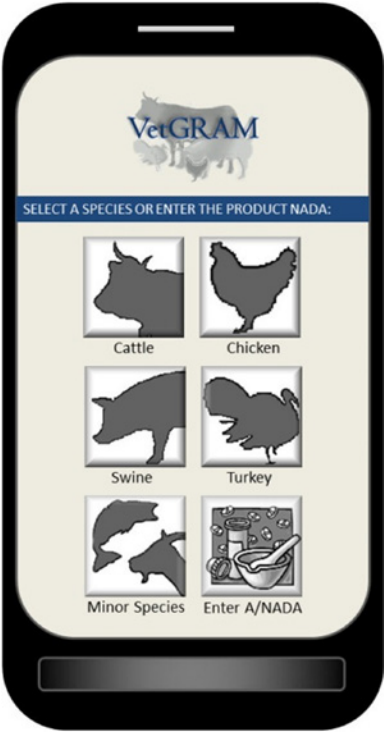 VetGRAM
SELECT A SPECIES OR ENTER THE PRODUCT NADA:
Cattle Chicken
Swine Turkey
Minor Species Enter A/NADA